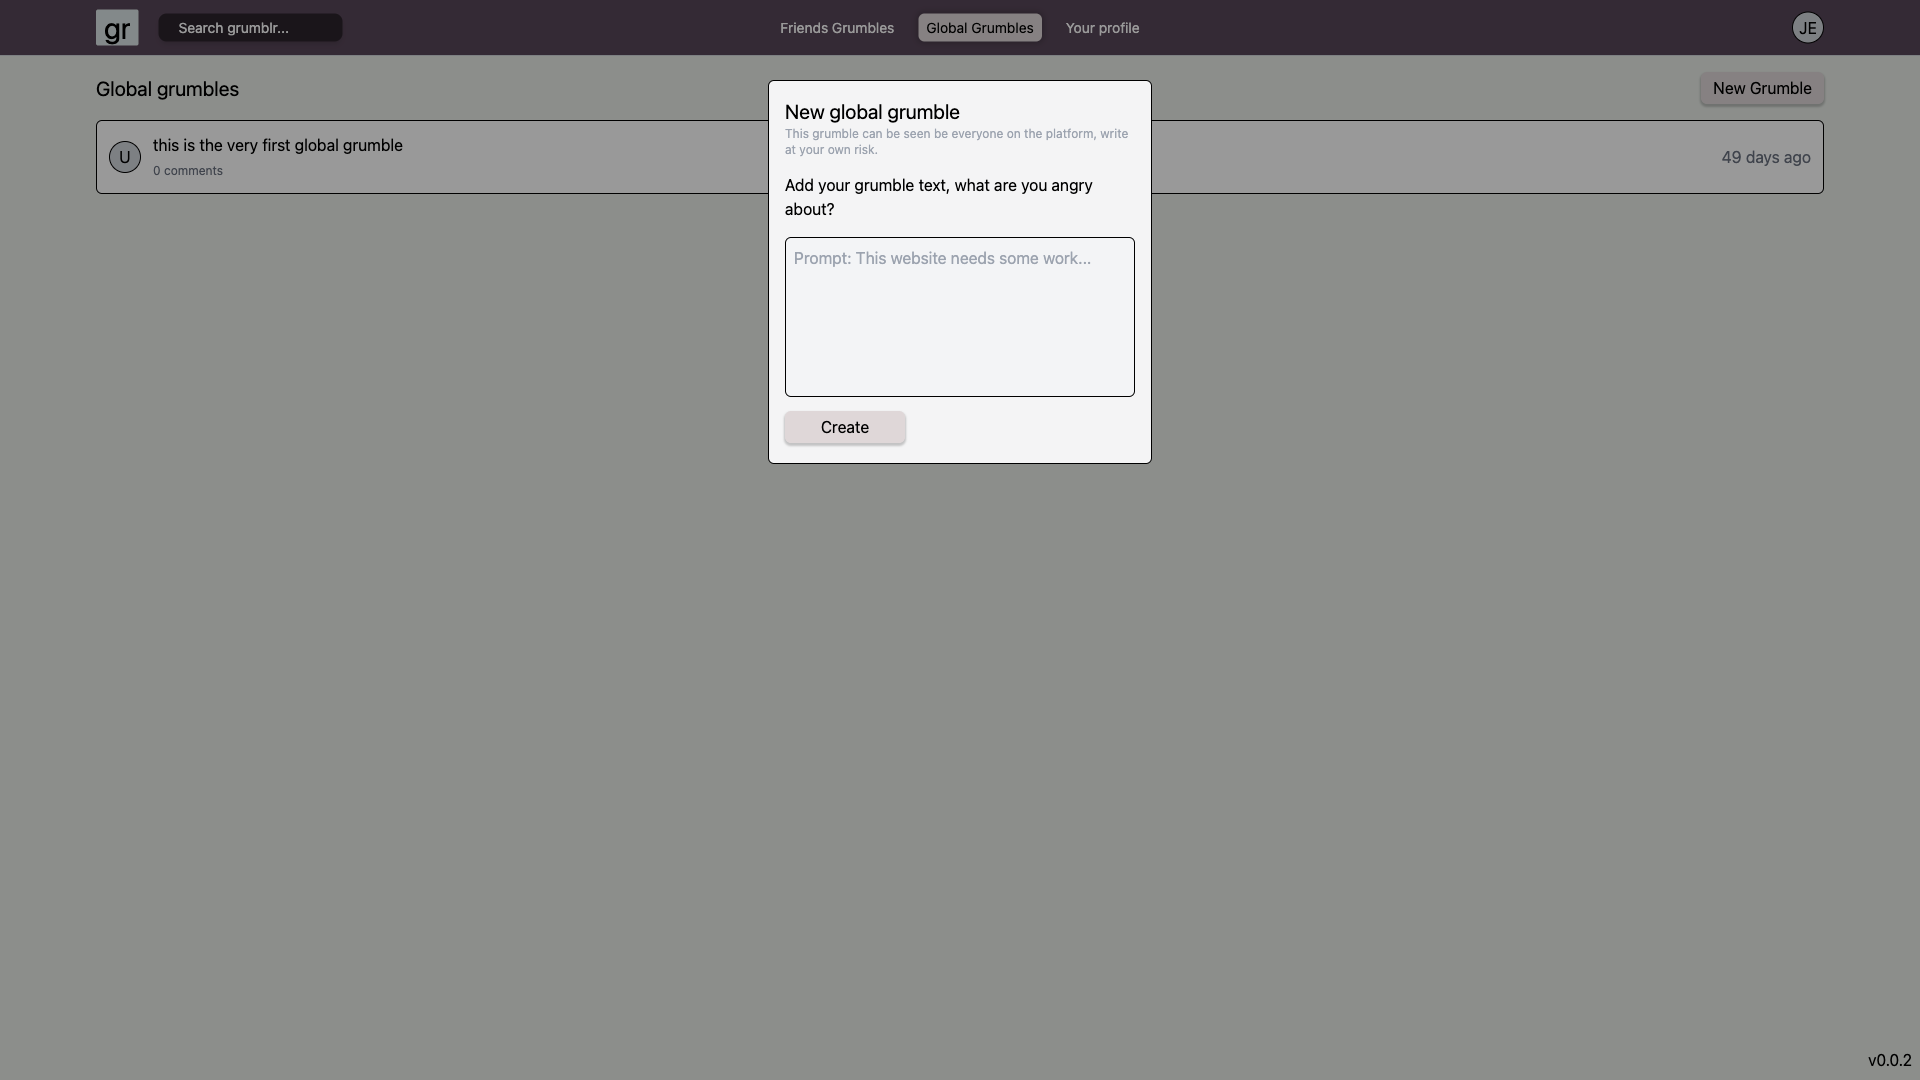 gr
Search grumblr...
Friends Grumbles
Global Grumbles
Your profile
JE
Global grumbles
New Grumble
U
this is the very first global grumble
0 comments
49 days ago
New global grumble
This grumble can be seen be everyone on the platform, write
at your own risk.
Add your grumble text, what are you angry
about?
Prompt: This website needs some work...
Create
v0.0.2